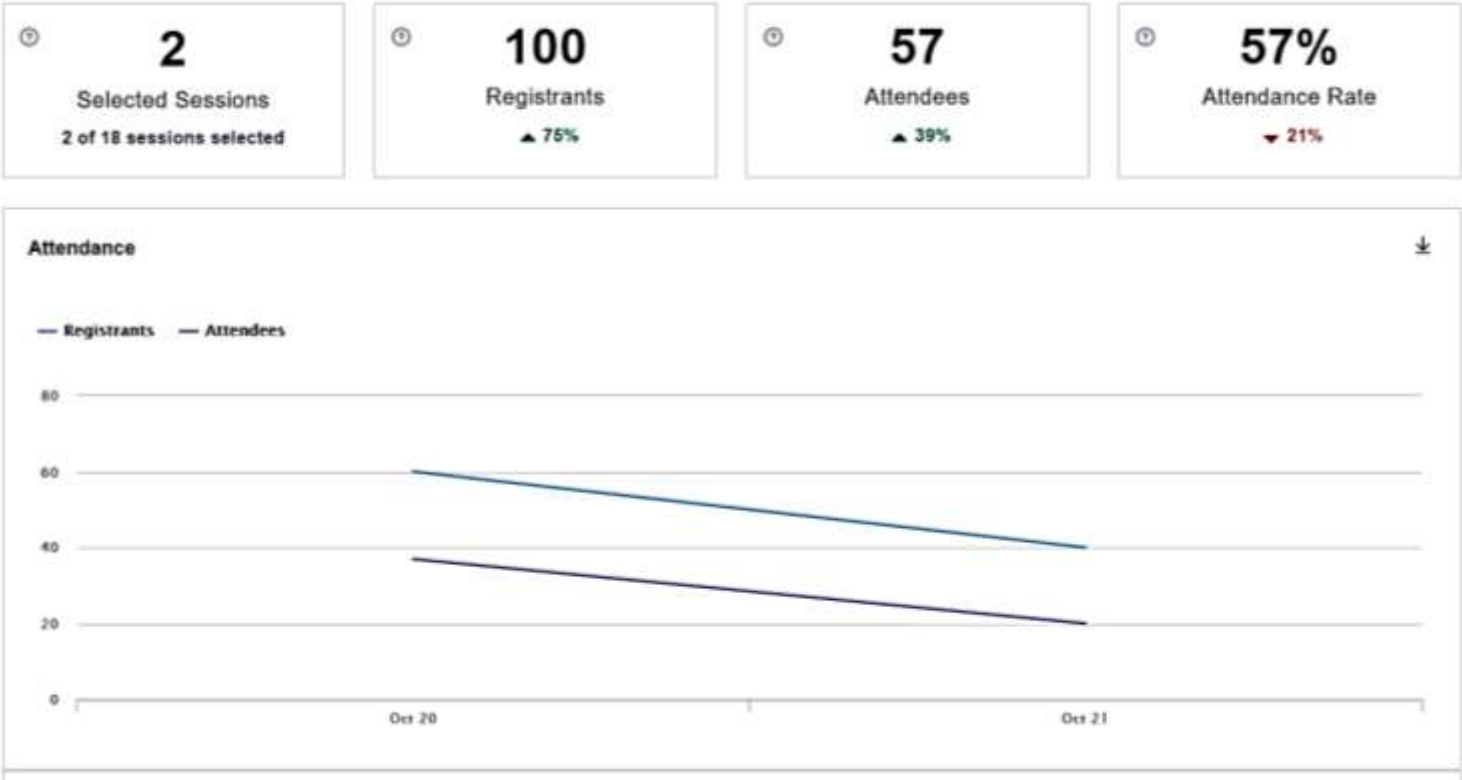 2
Selected Sessions
2 of 18 sessions selected
100
Registrants
▲ 75%
57
Attendees
▲ 39%
57%
Attendance Rate
▼ 21%
Attendance
Registrants Attendees
80
60
40
20
0
Oct 20 Oct 21